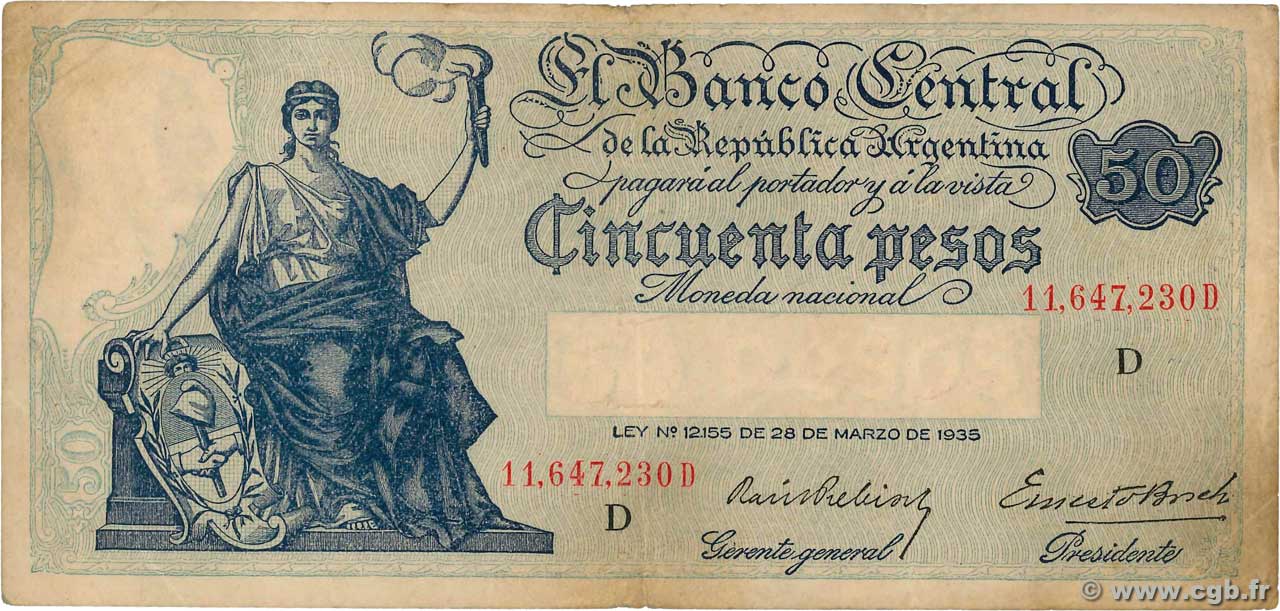 El Banco Central
de la República Argentina
pagará al portador y á la vista
50
Cincuenta pesos
Moneda nacional
11,647,230 D
D
LEY Nº 12.155 DE 28 DE MARZO DE 1935
50
11,647,230 D
D
Raúl Prebisch
Ernesto Bosch
Gerente general
Presidente
© www.cgb.fr